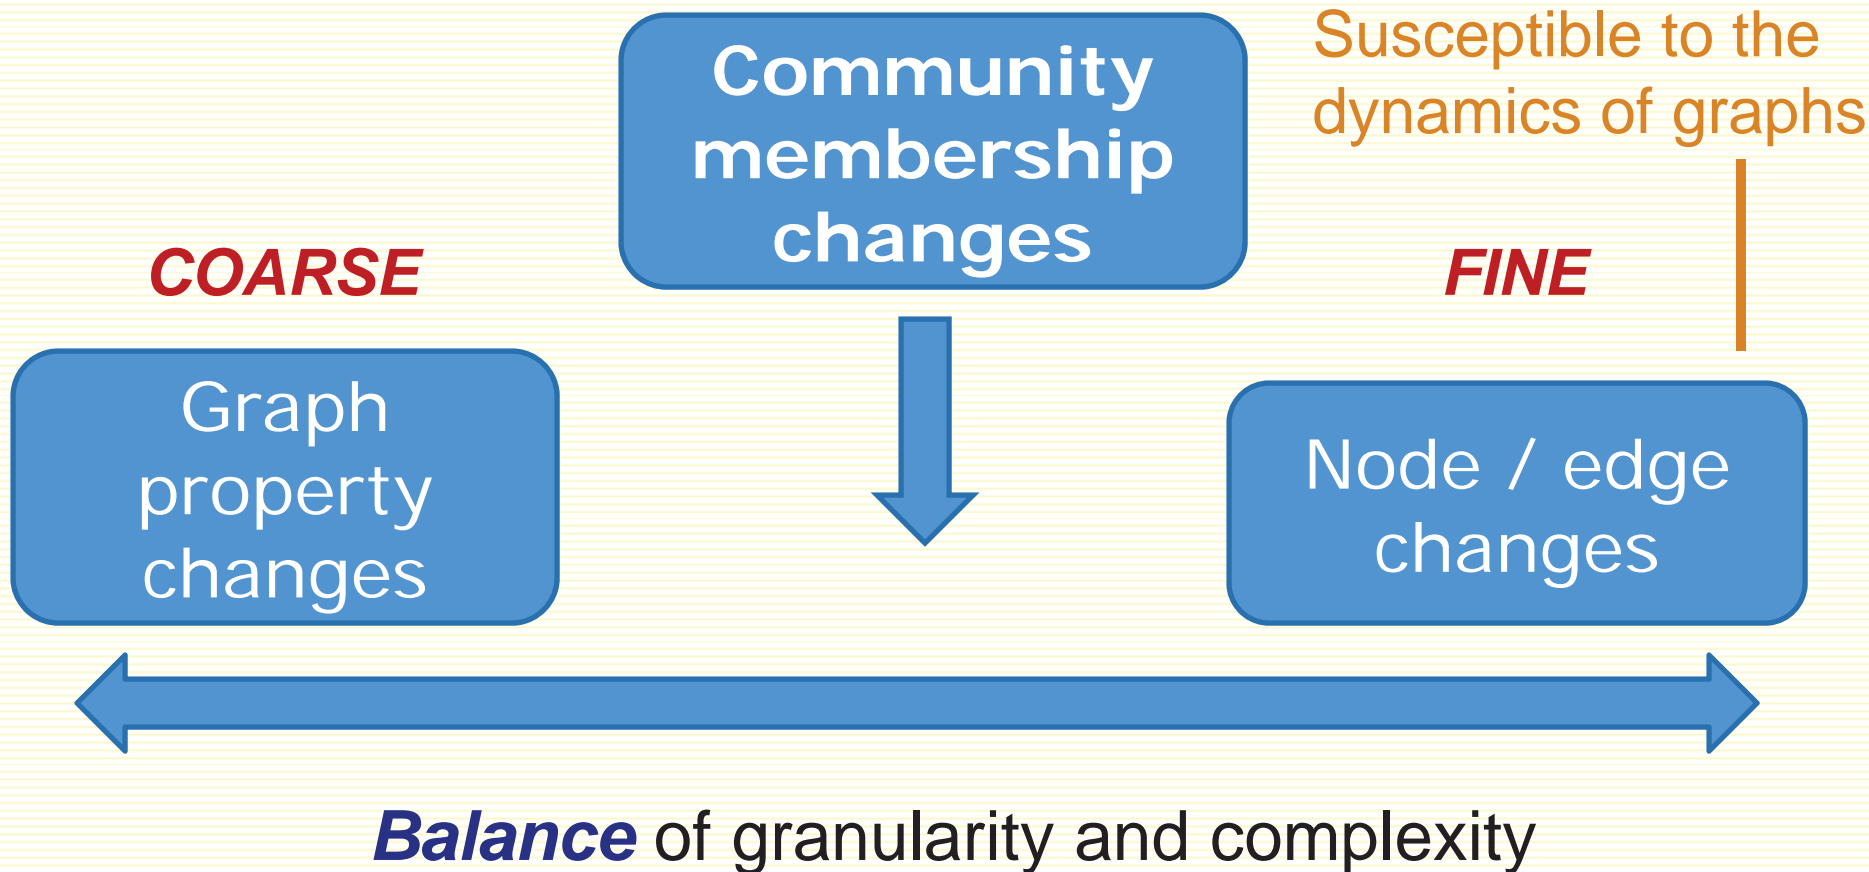 Community
membership
changes
Susceptible to the
dynamics of graphs
COARSE
FINE
Graph
property
changes
Node / edge
changes
Balance of granularity and complexity